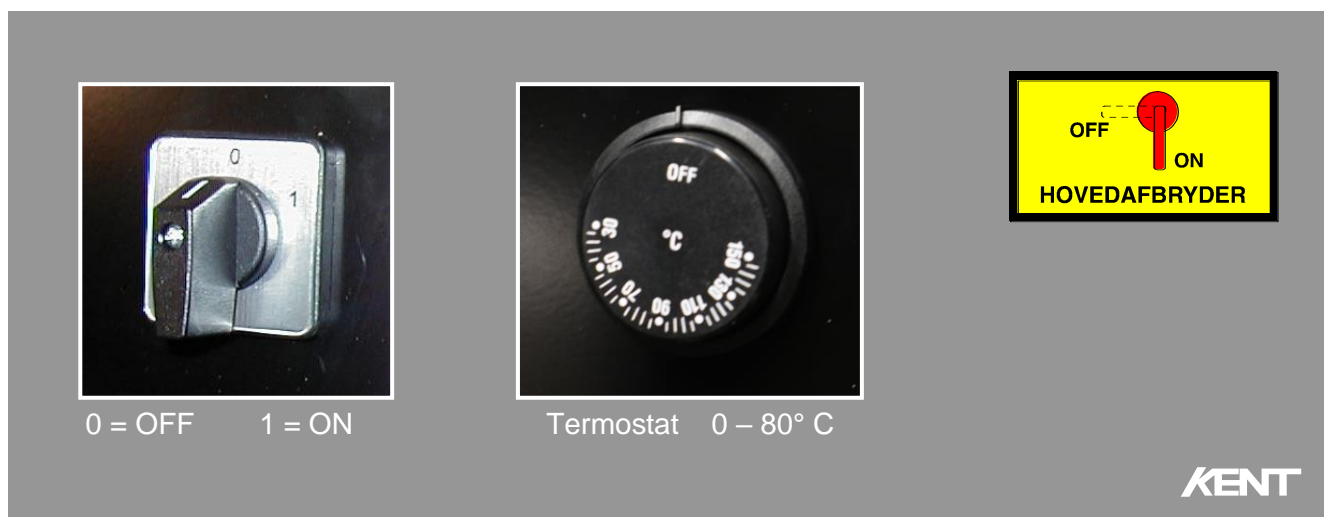 0
1
0 = OFF 1 = ON
OFF
°C
30 50 70 90 110 130 150
Termostat 0 – 80° C
OFF
ON
HOVEDAFBRYDER
KENT